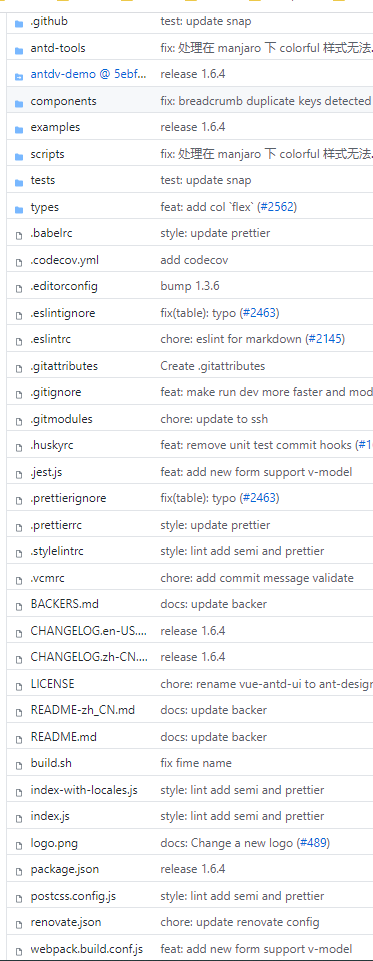 .github test: update snap
antd-tools fix: 处理在 manjaro 下 colorful 样式无法
antdv-demo @ 5ebf... release 1.6.4
components fix: breadcrumb duplicate keys detected
examples release 1.6.4
scripts fix: 处理在 manjaro 下 colorful 样式无法
tests test: update snap
types feat: add col `flex` (#2562)
.babelrc style: update prettier
.codecov.yml add codecov
.editorconfig bump 1.3.6
.eslintignore fix(table): typo (#2463)
.eslintrc chore: eslint for markdown (#2145)
.gitattributes Create .gitattributes
.gitignore feat: make run dev more faster and mod
.gitmodules chore: update to ssh
.huskyrc feat: remove unit test commit hooks (#1
.jest.js feat: add new form support v-model
.prettierignore fix(table): typo (#2463)
.prettierrc style: update prettier
.stylelintrc style: lint add semi and prettier
.vcmrc chore: add commit message validate
BACKERS.md docs: update backer
CHANGELOG.en-US.... release 1.6.4
CHANGELOG.zh-CN.... release 1.6.4
LICENSE chore: rename vue-antd-ui to ant-design
README-zh_CN.md docs: update backer
README.md docs: update backer
build.sh fix fime name
index-with-locales.js style: lint add semi and prettier
index.js style: lint add semi and prettier
logo.png docs: Change a new logo (#489)
package.json release 1.6.4
postcss.config.js style: lint add semi and prettier
renovate.json chore: update renovate config
webpack.build.conf.js feat: add new form support v-model